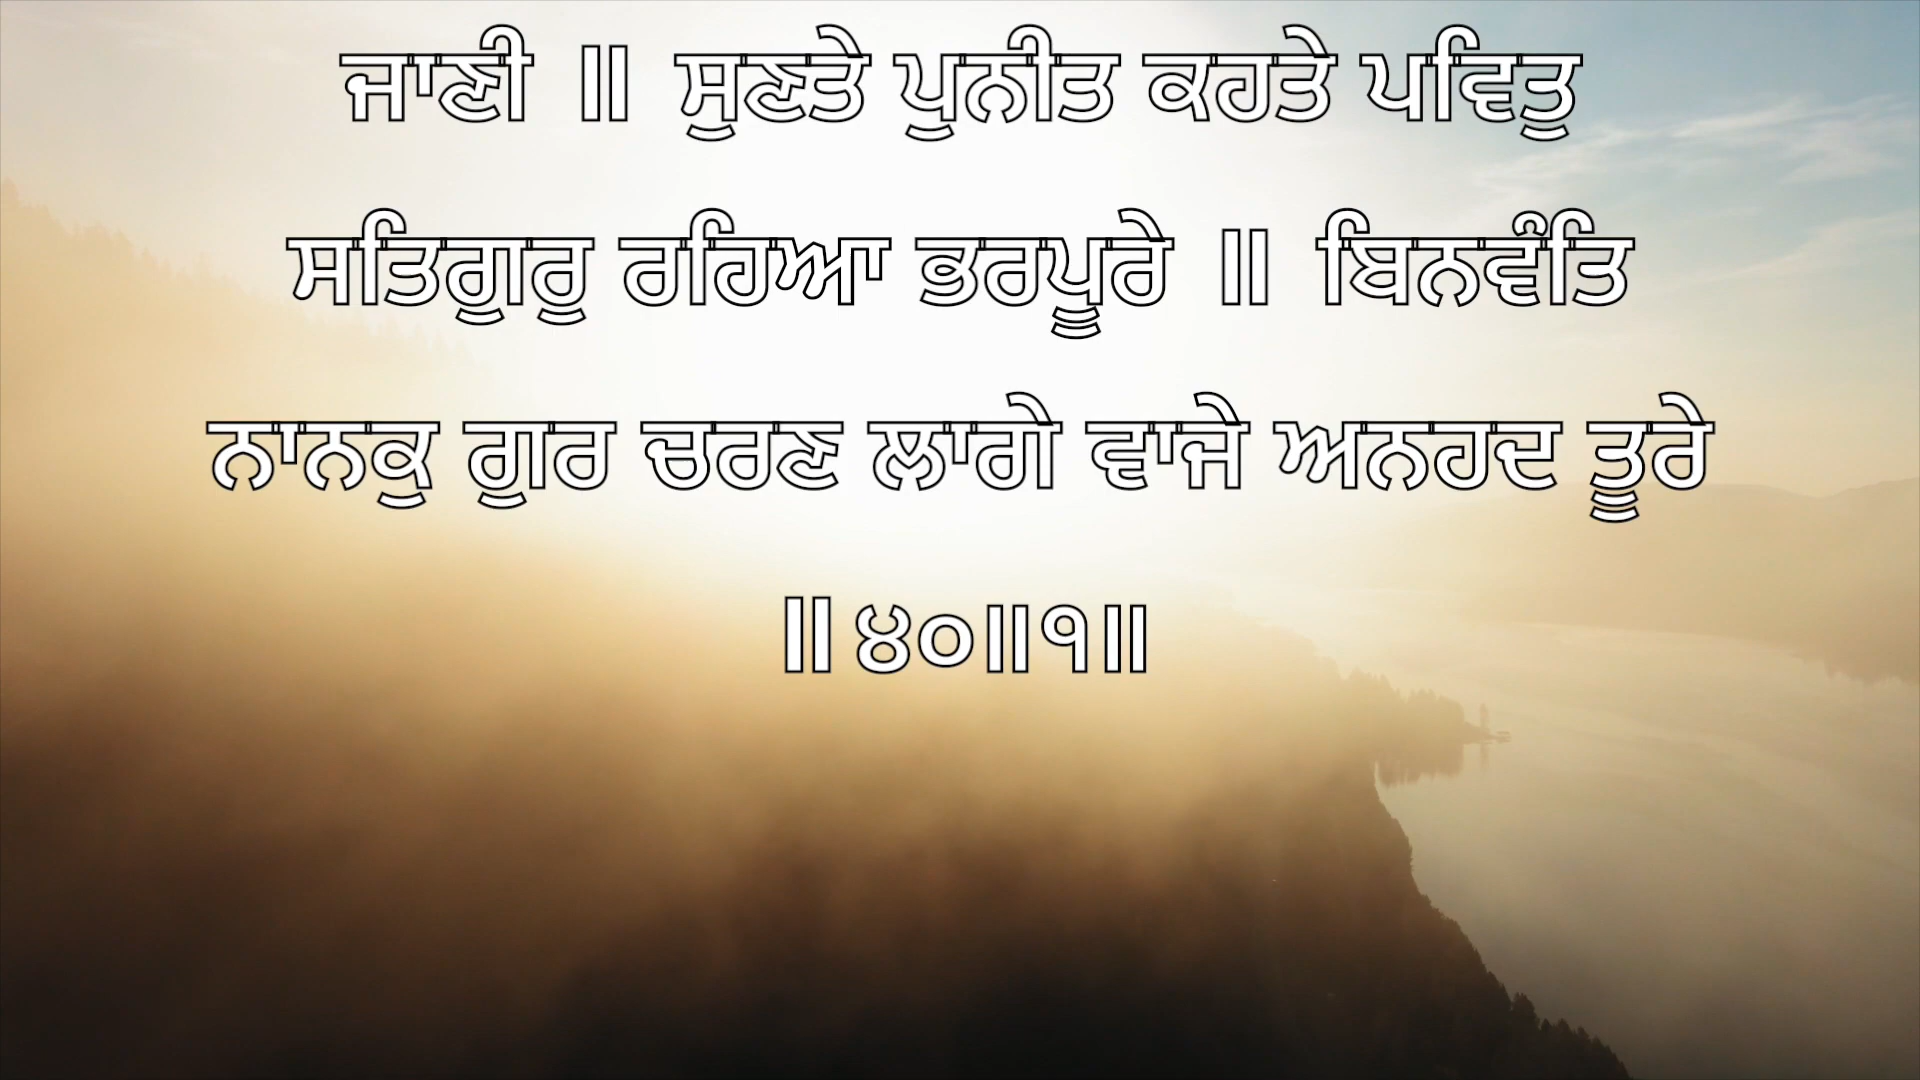 ਜਾਣੀ ॥ ਸੁਣਤੇ ਪੁਨੀਤ ਕਹਤੇ ਪਵਿਤੁ
ਸਤਿਗੁਰੁ ਰਹਿਆ ਭਰਪੂਰੇ ॥ ਬਿਨਵੰਤਿ
ਨਾਨਕੁ ਗੁਰ ਚਰਣ ਲਾਗੇ ਵਾਜੇ ਅਨਹਦ ਤੂਰੇ
॥੪੦॥੧॥